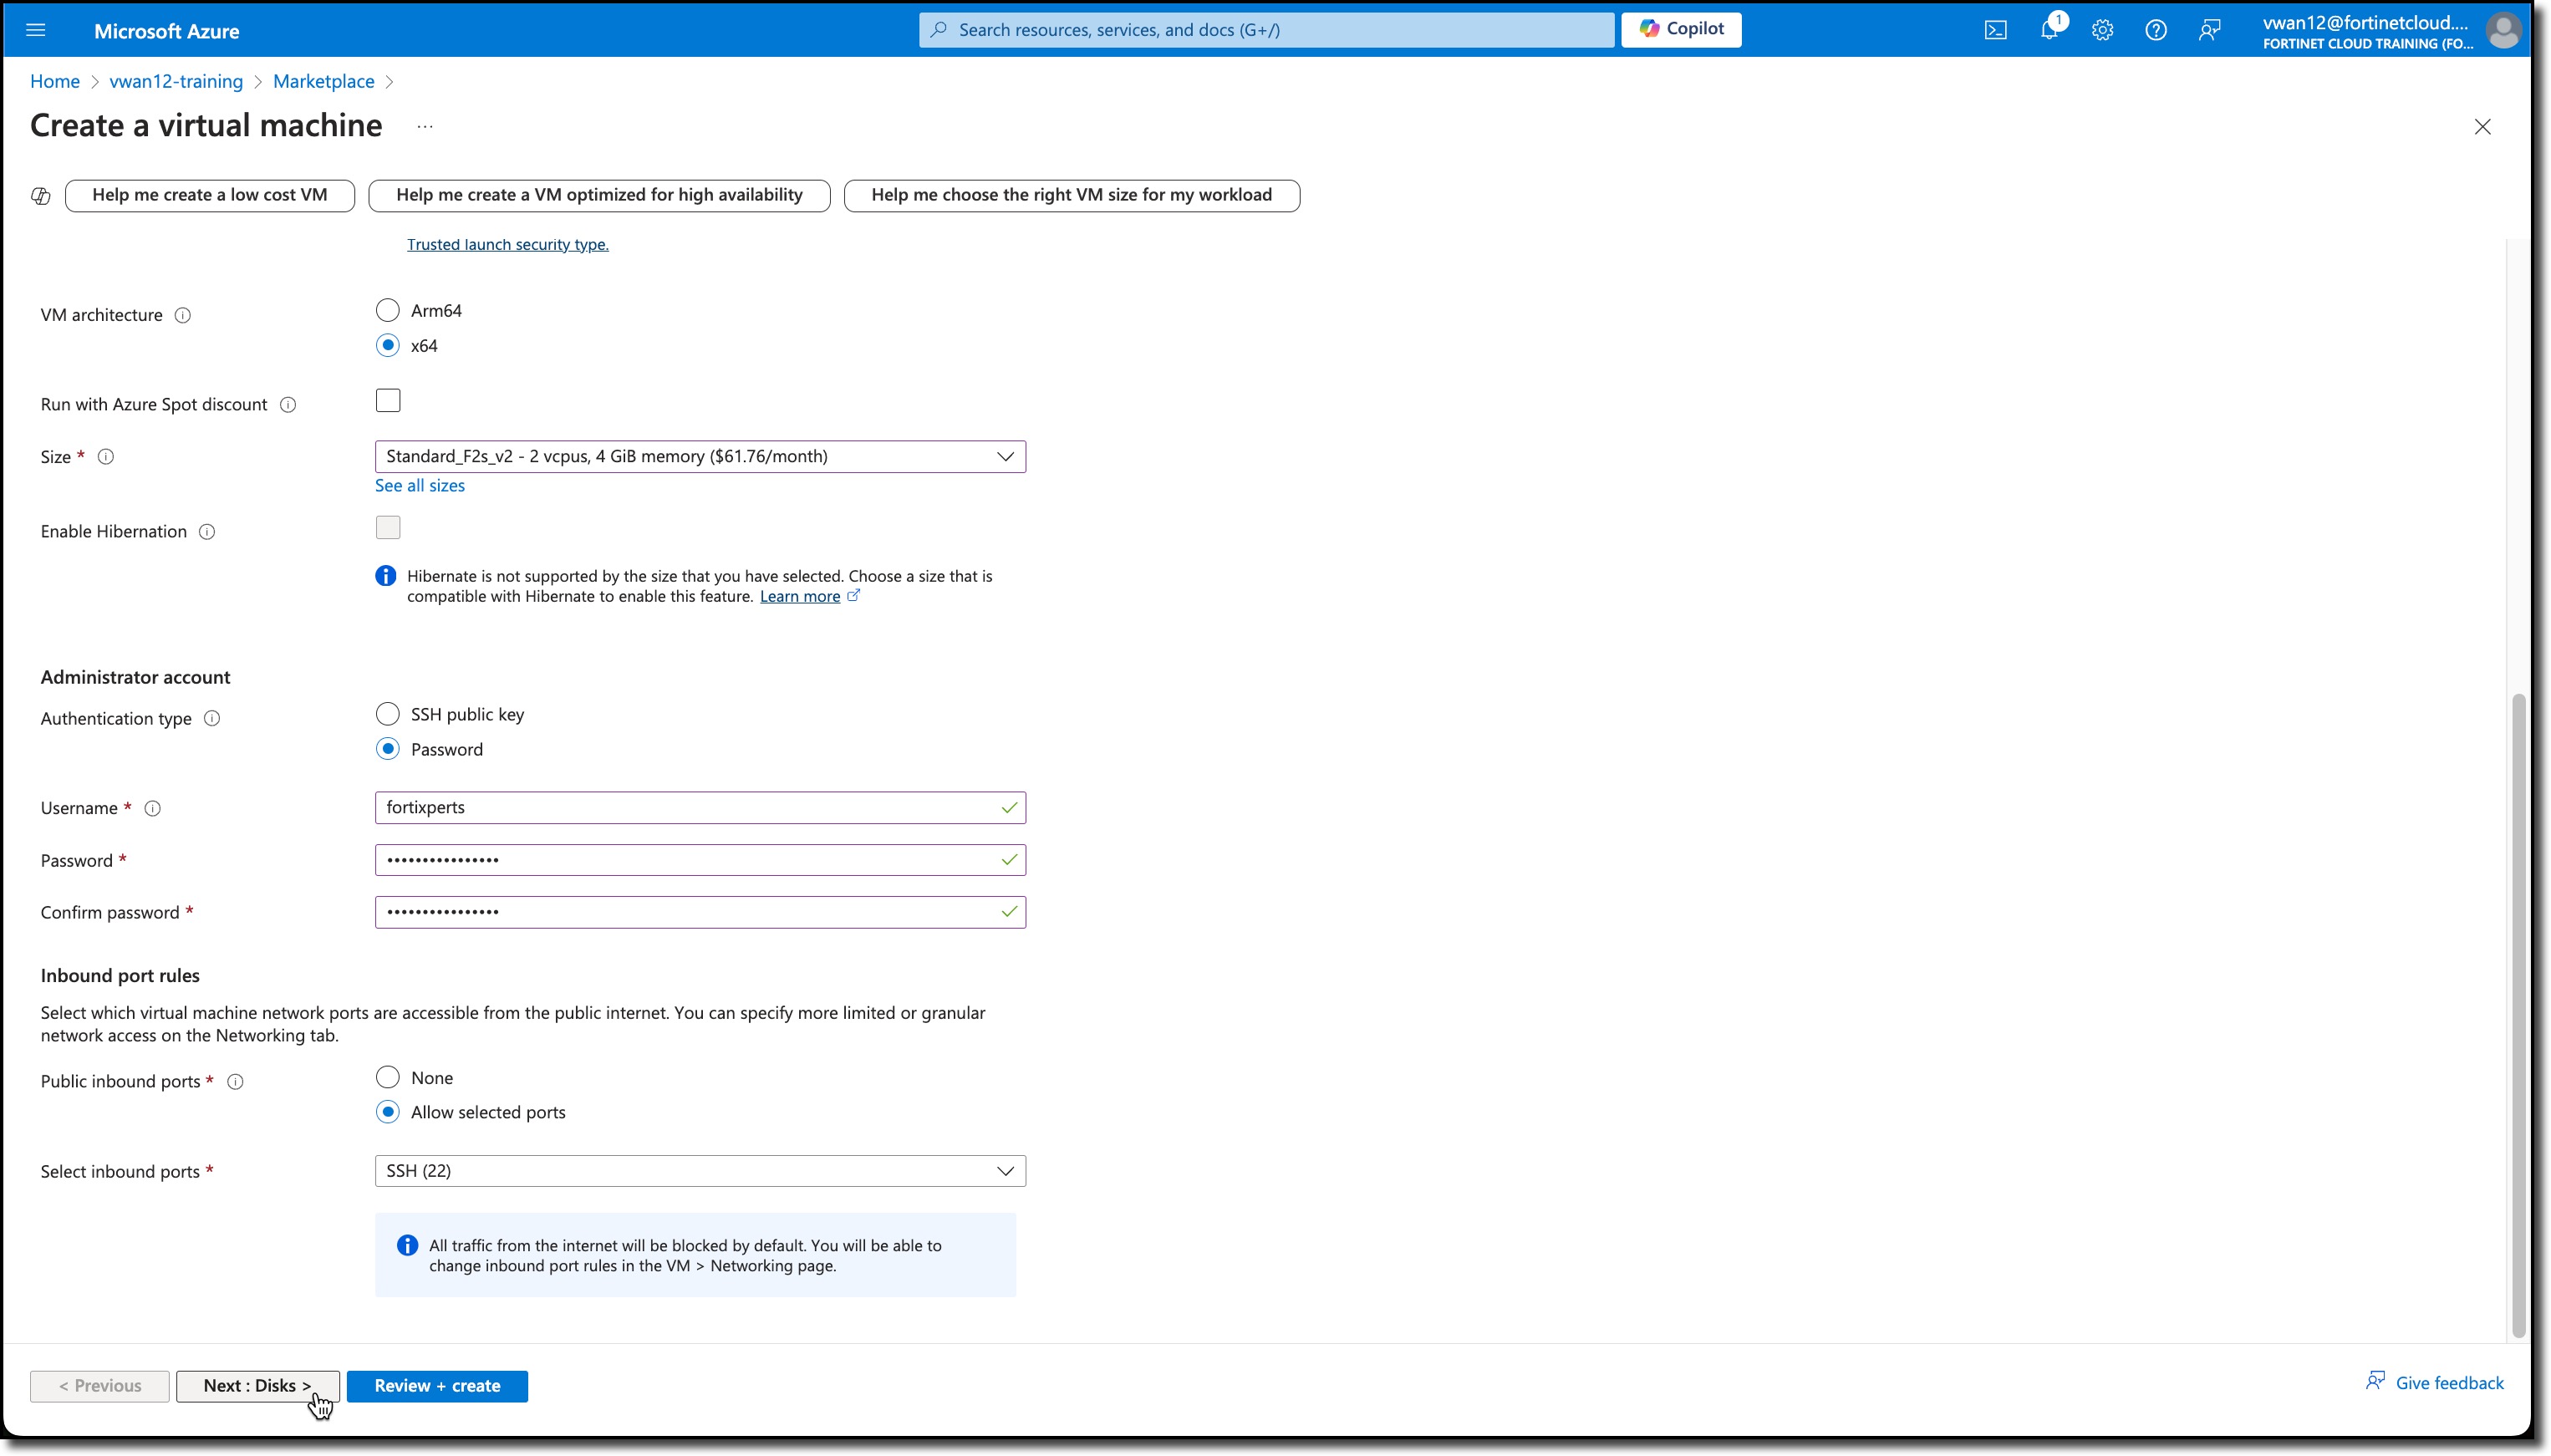 Microsoft Azure
Search resources, services, and docs (G+/)
Copilot
1
vwan12@fortinetcloud....
FORTINET CLOUD TRAINING (FO...
Home > vwan12-training > Marketplace >
Create a virtual machine ...
Help me create a low cost VM
Help me create a VM optimized for high availability
Help me choose the right VM size for my workload
Trusted launch security type.
VM architecture
Arm64
x64
Run with Azure Spot discount
Size *
Standard_F2s_v2 - 2 vcpus, 4 GiB memory ($61.76/month)
See all sizes
Enable Hibernation
Hibernate is not supported by the size that you have selected. Choose a size that is
compatible with Hibernate to enable this feature. Learn more
Administrator account
Authentication type
SSH public key
Password
Username *
fortixperts
Password *
••••••••••••••••
Confirm password *
••••••••••••••••
Inbound port rules
Select which virtual machine network ports are accessible from the public internet. You can specify more limited or granular
network access on the Networking tab.
Public inbound ports *
None
Allow selected ports
Select inbound ports *
SSH (22)
All traffic from the internet will be blocked by default. You will be able to
change inbound port rules in the VM > Networking page.
< Previous
Next : Disks >
Review + create
Give feedback